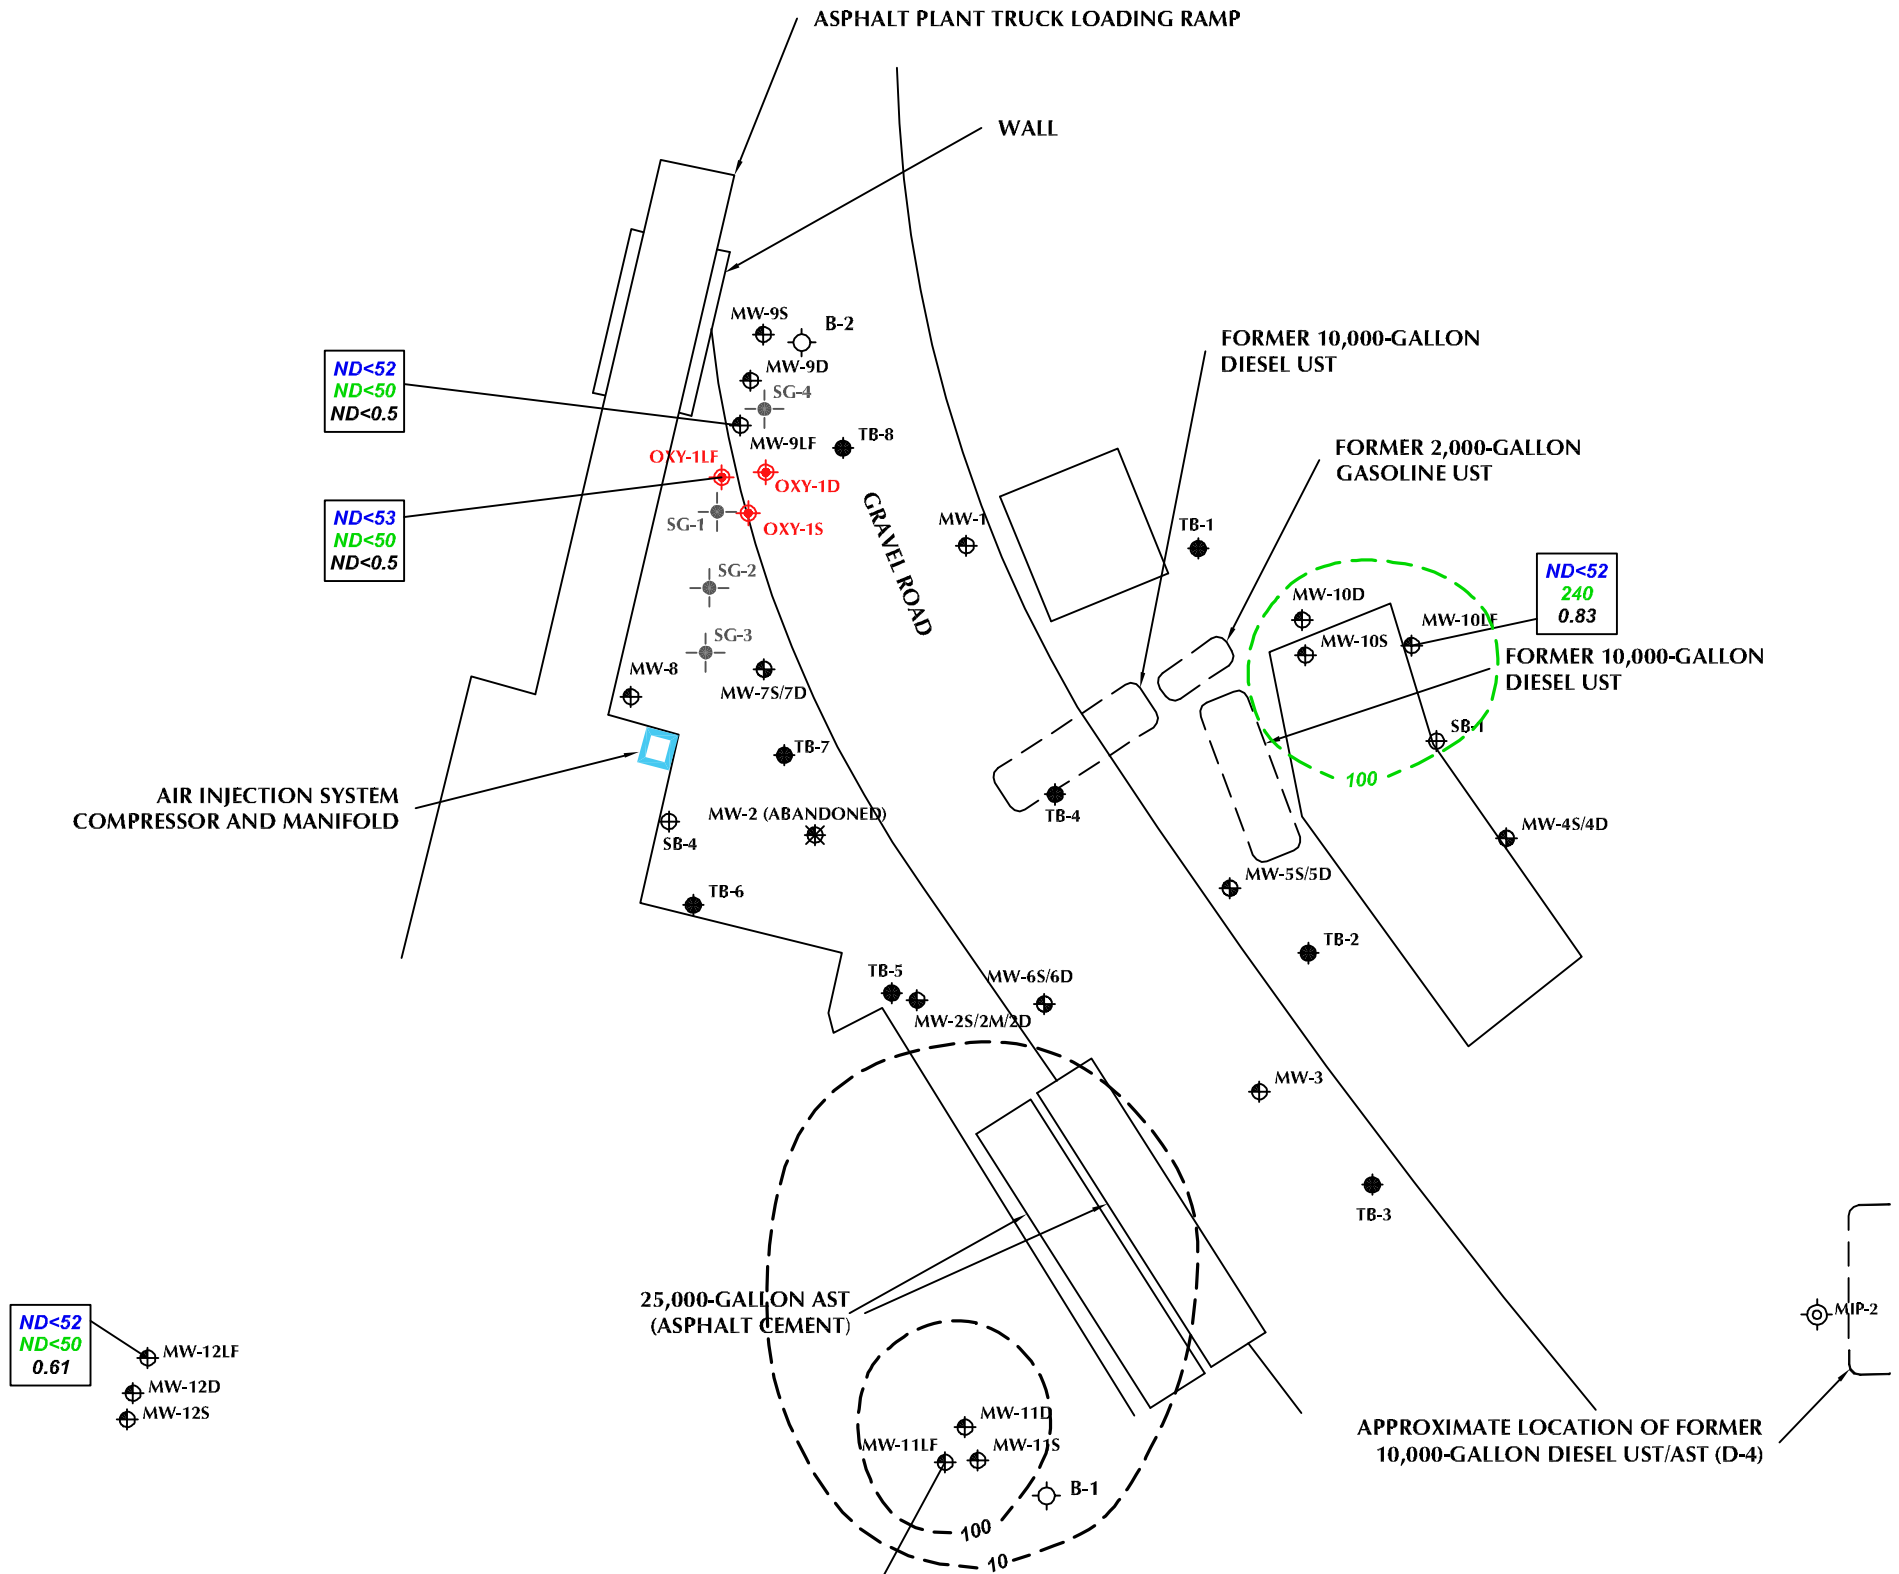 ASPHALT PLANT TRUCK LOADING RAMP
WALL
MW-9S
B-2
FORMER 10,000-GALLON
DIESEL UST
ND<52
ND<50
ND<0.5
MW-9D
SG-4
MW-9LF
TB-8
FORMER 2,000-GALLON
GASOLINE UST
OXY-1LF
OXY-1D
ND<53
ND<50
ND<0.5
SG-1
OXY-1S
GRAVEL ROAD
MW-1
TB-1
SG-2
ND<52
240
0.83
MW-10D
MW-10LF
MW-10S
SG-3
FORMER 10,000-GALLON
DIESEL UST
MW-8
MW-7S/7D
SB-1
TB-7
100
AIR INJECTION SYSTEM
COMPRESSOR AND MANIFOLD
MW-2 (ABANDONED)
TB-4
SB-4
MW-4S/4D
MW-5S/5D
TB-6
TB-2
TB-5
MW-6S/6D
MW-2S/2M/2D
MW-3
TB-3
25,000-GALLON AST
(ASPHALT CEMENT)
MIP-2
ND<52
ND<50
0.61
MW-12LF
MW-12D
MW-12S
MW-11D
MW-11LF
MW-11S
APPROXIMATE LOCATION OF FORMER
10,000-GALLON DIESEL UST/AST (D-4)
B-1
100
10